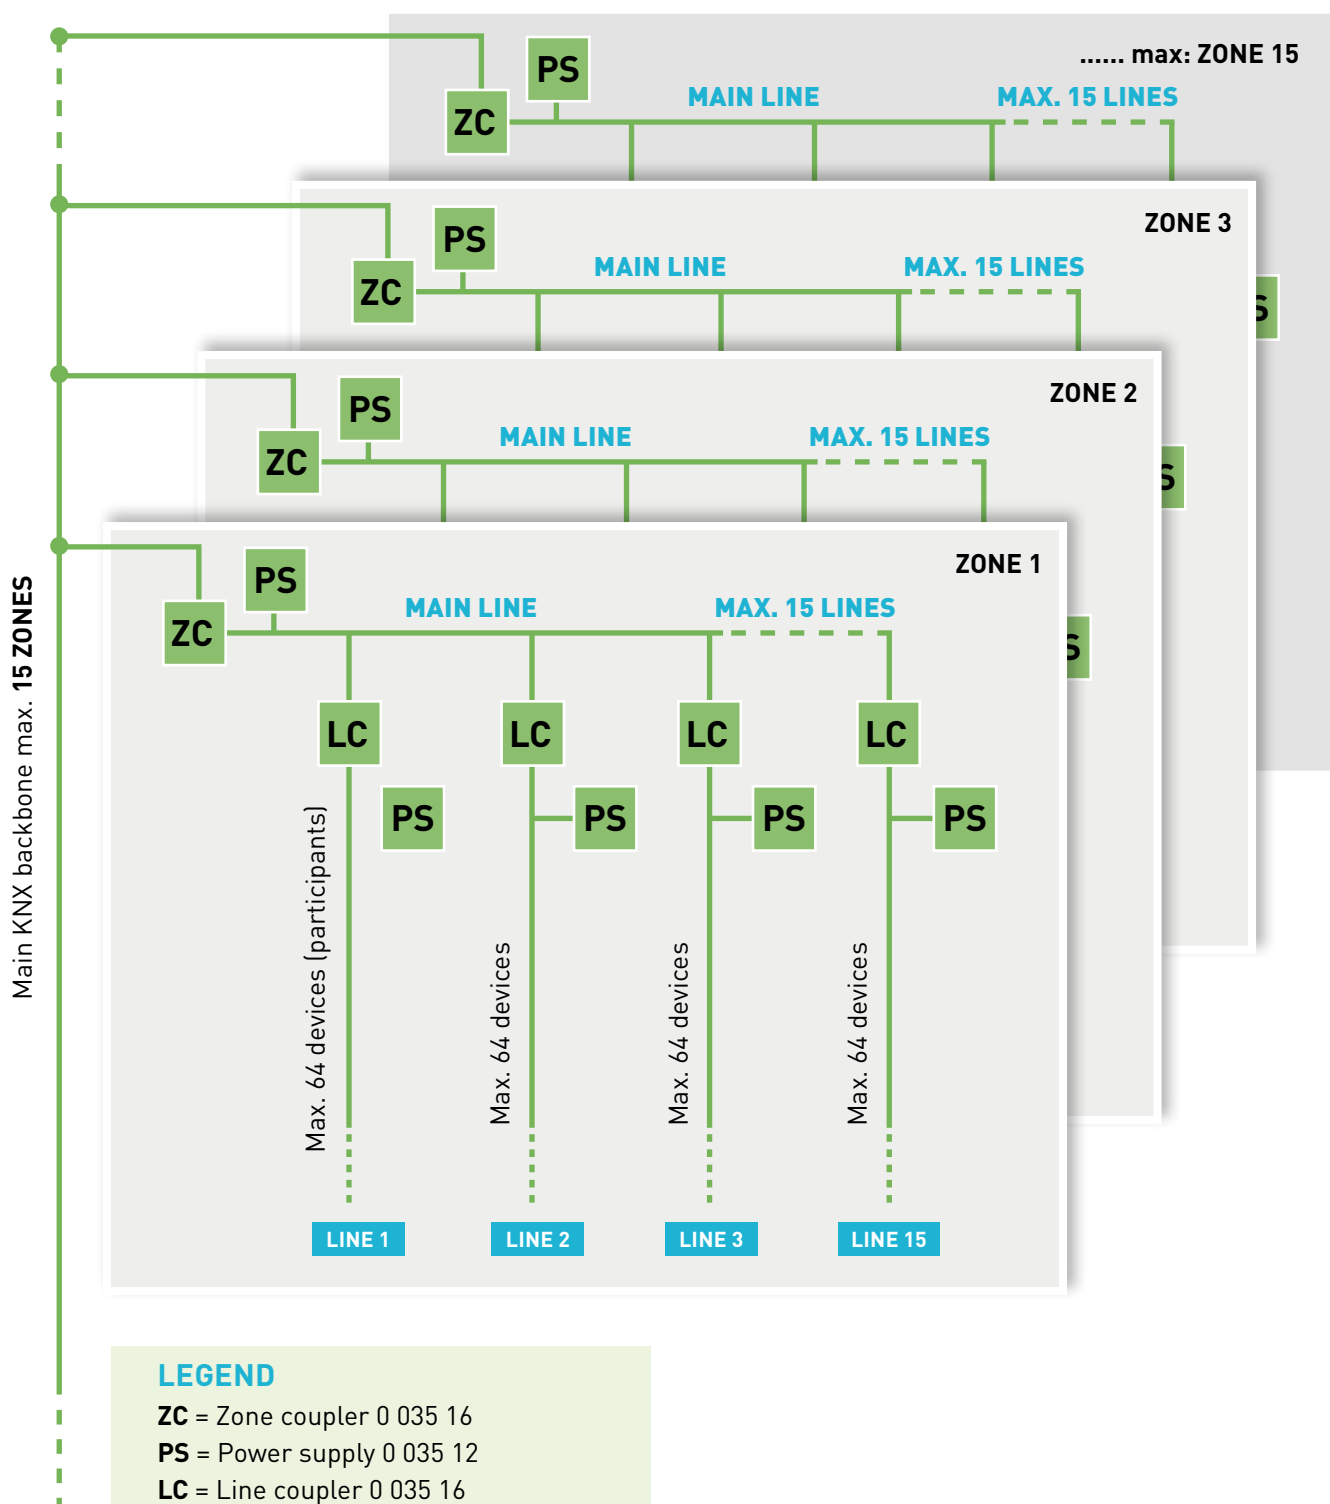 ...... max: ZONE 15
PS
MAIN LINE
MAX. 15 LINES
ZC
ZONE 3
PS
MAIN LINE
MAX. 15 LINES
ZC
S
ZONE 2
PS
MAIN LINE
MAX. 15 LINES
ZC
S
ZONE 1
PS
MAIN LINE
MAX. 15 LINES
ZC
S
LC
LC
LC
LC
PS
PS
PS
PS
Max. 64 devices (participants)
Max. 64 devices
Max. 64 devices
Max. 64 devices
LINE 1
LINE 2
LINE 3
LINE 15
Main KNX backbone max. 15 ZONES
LEGEND
ZC = Zone coupler 0 035 16
PS = Power supply 0 035 12
LC = Line coupler 0 035 16